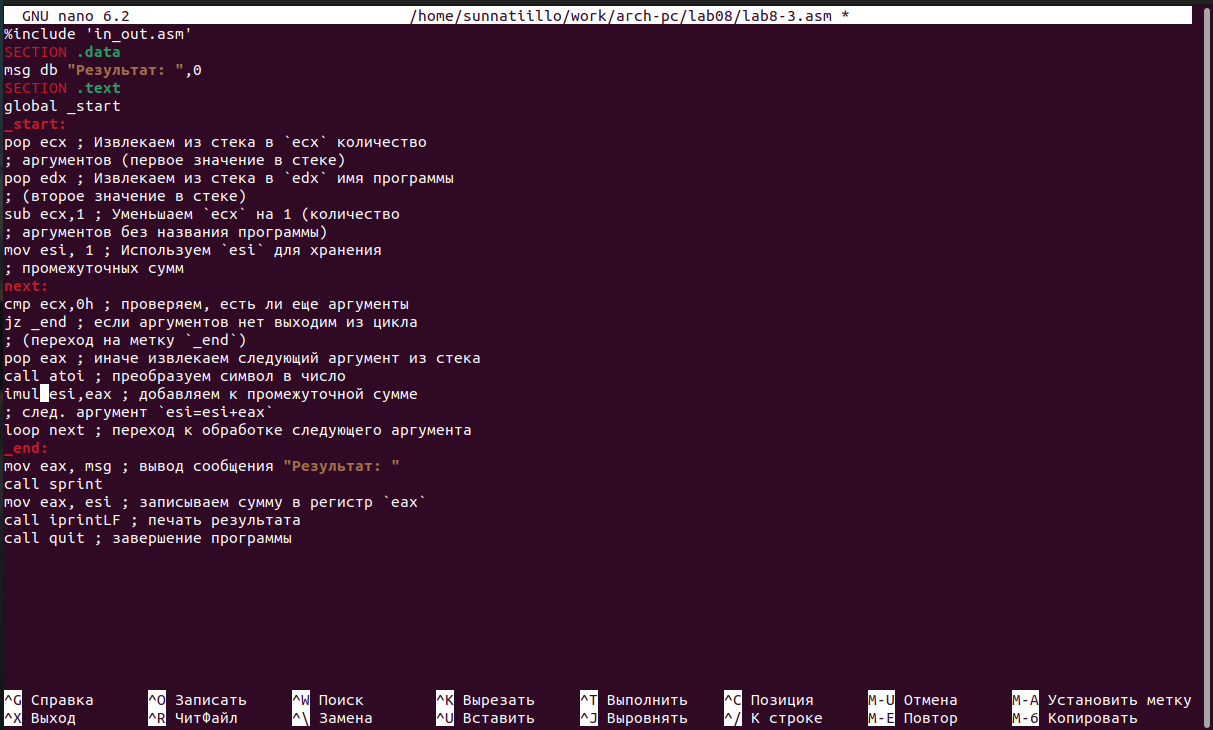 GNU nano 6.2 /home/sunnatiillo/work/arch-pc/lab08/lab8-3.asm *
%include 'in_out.asm'
SECTION .data
msg db "Результат: ",0
SECTION .text
global _start
_start:
pop ecx ; Извлекаем из стека в `ecx` количество
; аргументов (первое значение в стеке)
pop edx ; Извлекаем из стека в `edx` имя программы
; (второе значение в стеке)
sub ecx,1 ; Уменьшаем `ecx` на 1 (количество
; аргументов без названия программы)
mov esi, 1 ; Используем `esi` для хранения
; промежуточных сумм
next:
cmp ecx,0h ; проверяем, есть ли еще аргументы
jz _end ; если аргументов нет выходим из цикла
; (переход на метку `_end`)
pop eax ; иначе извлекаем следующий аргумент из стека
call atoi ; преобразуем символ в число
imul esi,eax ; добавляем к промежуточной сумме
; след. аргумент `esi=esi+eax`
loop next ; переход к обработке следующего аргумента
_end:
mov eax, msg ; вывод сообщения "Результат: "
call sprint
mov eax, esi ; записываем сумму в регистр `eax`
call iprintLF ; печать результата
call quit ; завершение программы
^G Справка ^O Записать ^W Поиск ^K Вырезать ^T Выполнить ^C Позиция M-U Отмена M-A Установить метку
^X Выход ^R ЧитФайл ^\ Замена ^U Вставить ^J Выровнять ^/ К строке M-E Повтор M-6 Копировать